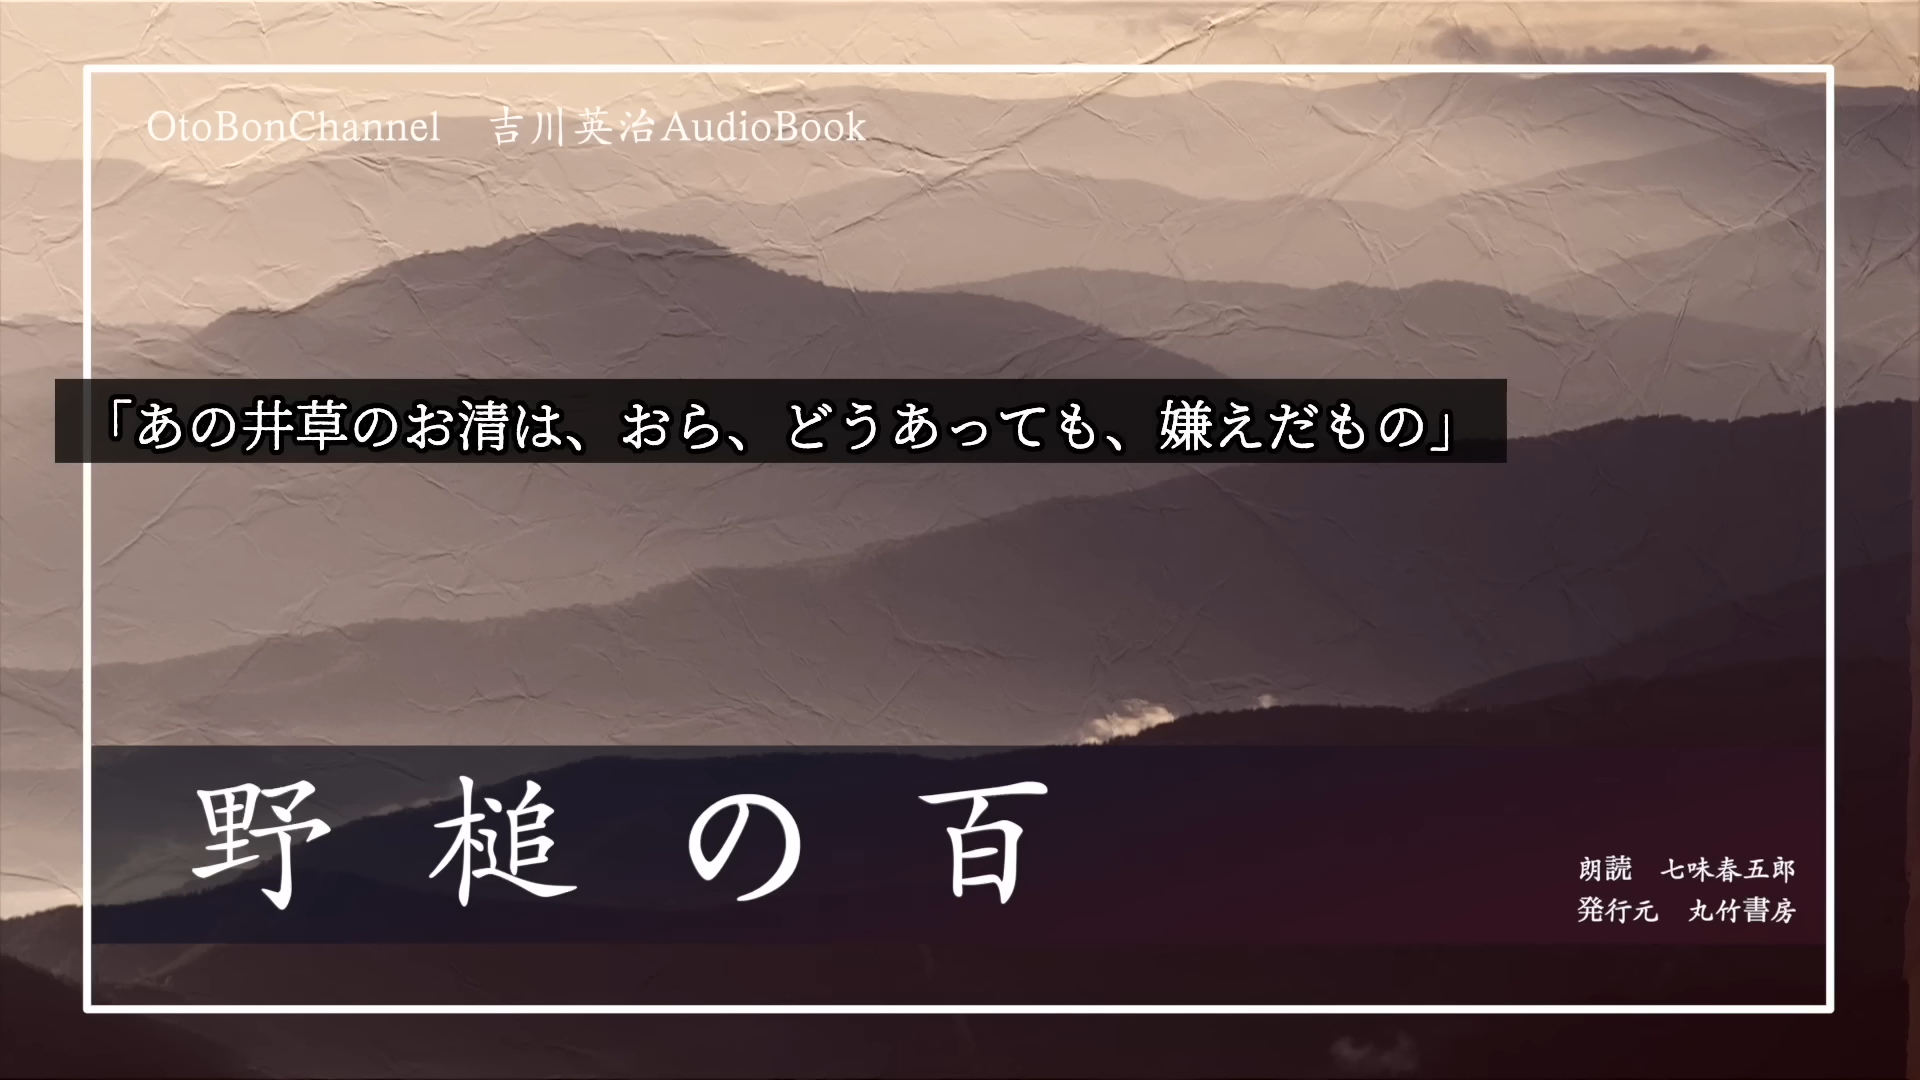 OtoBonChannel　吉川英治AudioBook
「あの井草のお清は、おら、どうあっても、嫌えだもの」
野槌の百
朗読　七味春五郎
発行元　丸竹書房